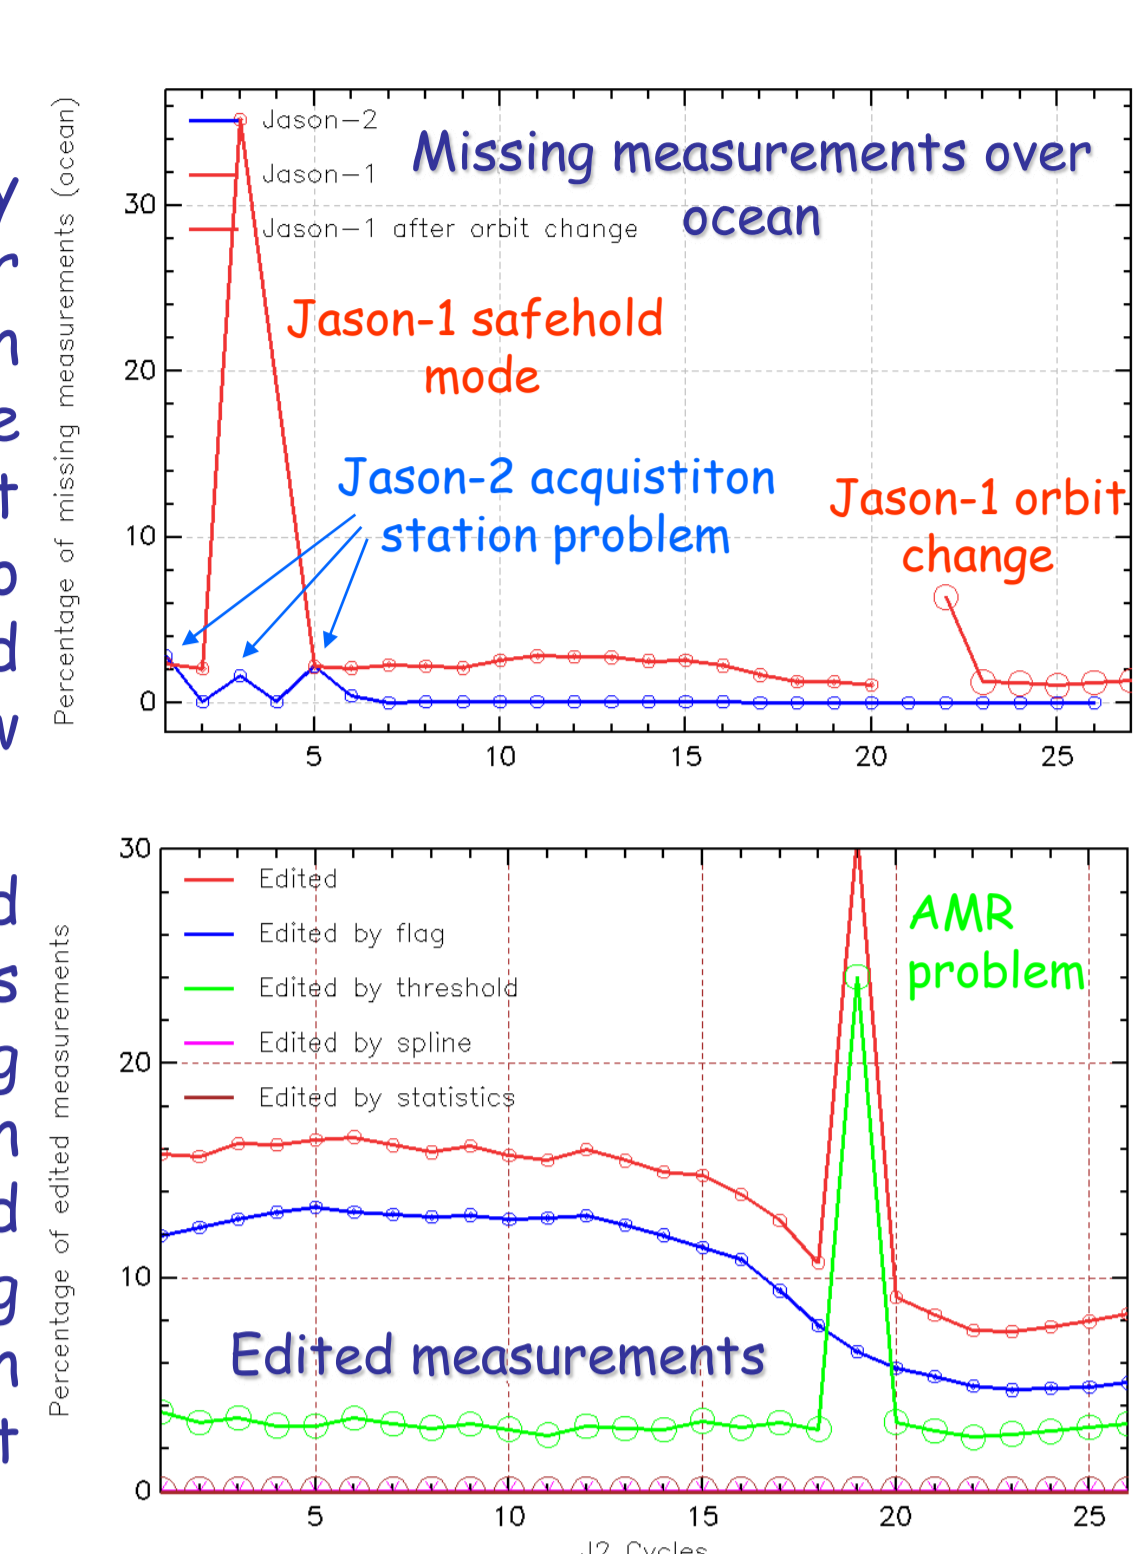 Jason-2
Jason-1
Jason-1 after orbit change
Missing measurements over
ocean
Jason-1 safehold
mode
Jason-2 acquistiton
station problem
Jason-1 orbit
change
Percentage of missing measurements (ocean)
30
20
10
0
5 10 15 20 25
y
r
n
e
t
o
d
w
Edited
Edited by flag
Edited by threshold
Edited by spline
Edited by statistics
AMR
problem
Edited measurements
Percentage of edited measurements
30
20
10
0
5 10 15 20 25
J2 Cycles
d
s
g
n
d
g
n
t